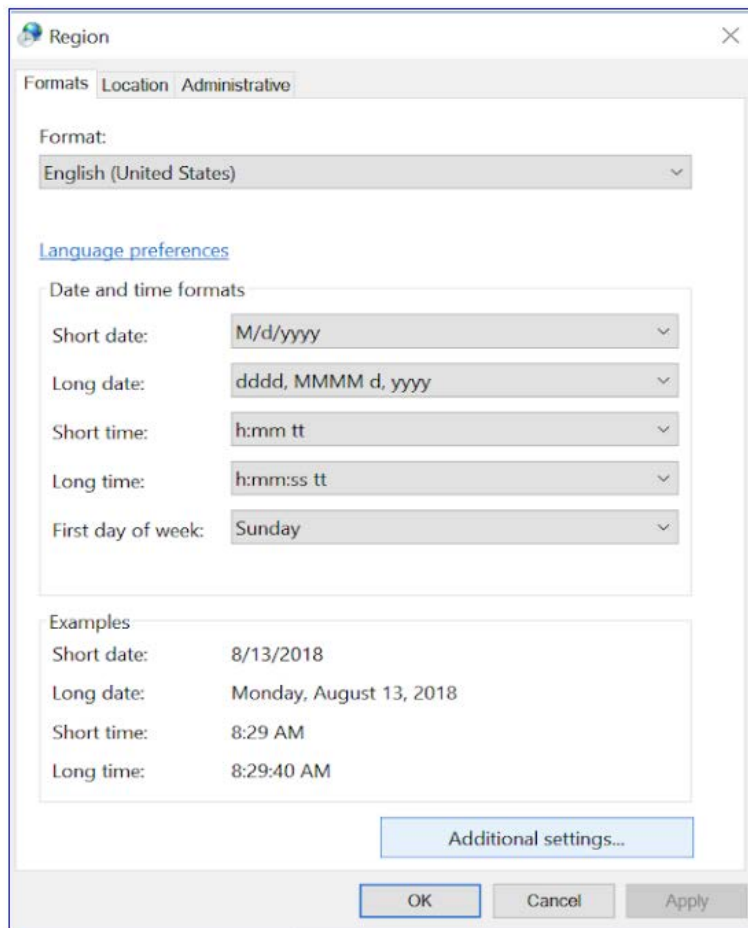 Region
Formats Location Administrative
Format:
English (United States)
Language preferences
Date and time formats
Short date: M/d/yyyy
Long date: dddd, MMMM d, yyyy
Short time: h:mm tt
Long time: h:mm:ss tt
First day of week: Sunday
Examples
Short date: 8/13/2018
Long date: Monday, August 13, 2018
Short time: 8:29 AM
Long time: 8:29:40 AM
Additional settings...
OK Cancel Apply